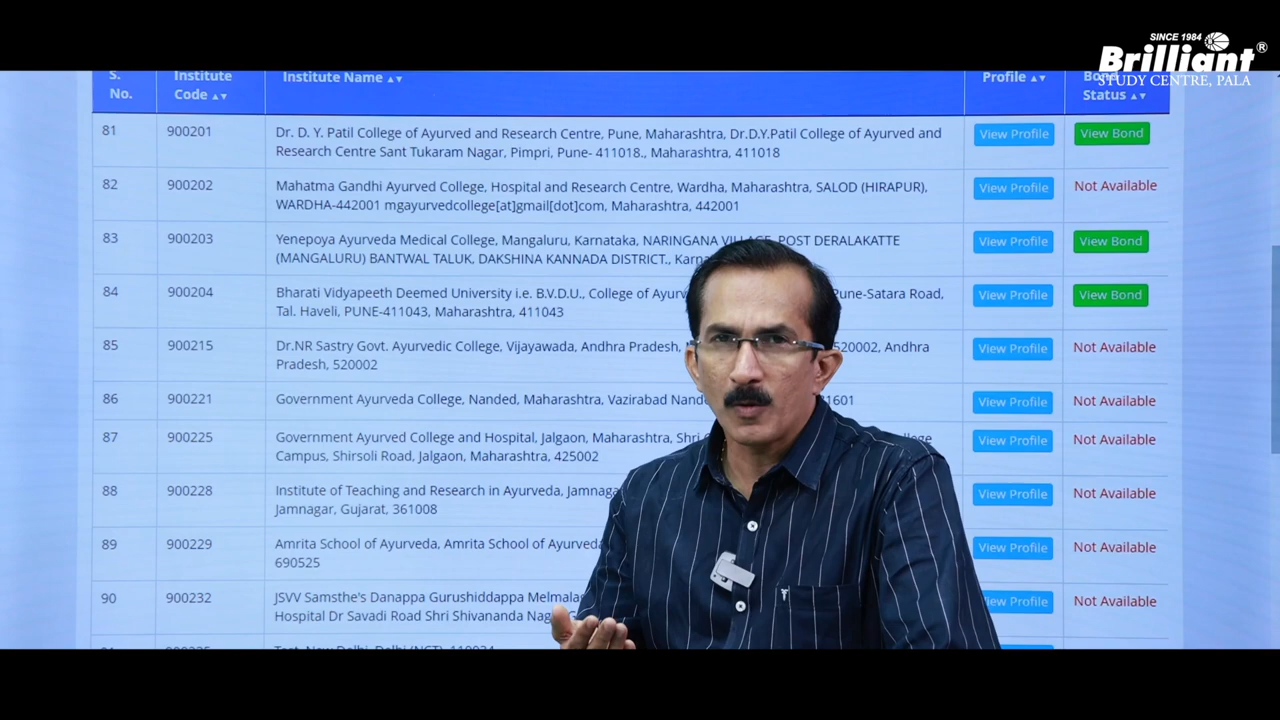 SINCE 1984
Brilliant®
STUDY CENTRE, PALA
S. No.
Institute Code
Institute Name
Profile
Bond Status
81
900201
Dr. D. Y. Patil College of Ayurved and Research Centre, Pune, Maharashtra, Dr.D.Y.Patil College of Ayurved and
Research Centre Sant Tukaram Nagar, Pimpri, Pune- 411018., Maharashtra, 411018
View Profile
View Bond
82
900202
Mahatma Gandhi Ayurved College, Hospital and Research Centre, Wardha, Maharashtra, SALOD (HIRAPUR),
WARDHA-442001 mgayurvedcollege[at]gmail[dot]com, Maharashtra, 442001
View Profile
Not Available
83
900203
Yenepoya Ayurveda Medical College, Mangaluru, Karnataka, NARINGANA VILLAGE, POST DERALAKATTE
(MANGALURU) BANTWAL TALUK, DAKSHINA KANNADA DISTRICT.,
View Profile
View Bond
84
900204
Bharati Vidyapeeth Deemed University i.e. B.V.D.U., College of Pune-Satara Road,
Tal. Haveli, PUNE-411043, Maharashtra, 411043
View Profile
View Bond
85
900215
Dr.NR Sastry Govt. Ayurvedic College, Vijayawada, Andhra Pradesh, 520002, Andhra
Pradesh, 520002
View Profile
Not Available
86
900221
Government Ayurveda College, Nanded, Maharashtra, Vazirabad
View Profile
Not Available
87
900225
Government Ayurved College and Hospital, Jalgaon, Maharashtra, Shri
Campus, Shirsoli Road, Jalgaon, Maharashtra, 425002
View Profile
Not Available
88
900228
Institute of Teaching and Research in Ayurveda,
Jamnagar, Gujarat, 361008
View Profile
Not Available
89
900229
Amrita School of Ayurveda, Amrita School of Ayurveda
690525
View Profile
Not Available
90
900232
JSVV Samsthe's Danappa Gurushiddappa
Hospital Dr Savadi Road Shri Shivananda
View Profile
Not Available